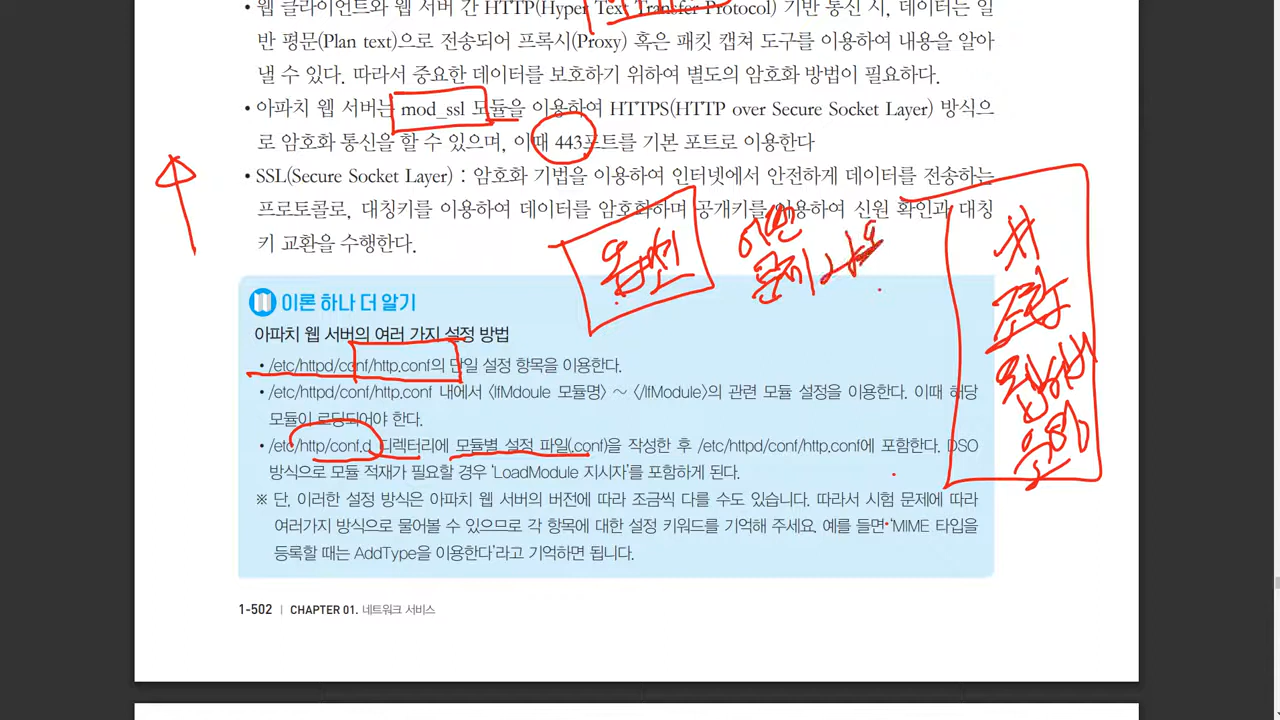 • 웹 클라이언트와 웹 서버 간 HTTP(Hyper Text Transfer Protocol) 기반 통신 시, 데이터는 일
반 평문(Plan text)으로 전송되어 프록시(Proxy) 혹은 패킷 캡쳐 도구를 이용하여 내용을 알아
낼 수 있다. 따라서 중요한 데이터를 보호하기 위하여 별도의 암호화 방법이 필요하다.
• 아파치 웹 서버는 mod_ssl 모듈을 이용하여 HTTPS(HTTP over Secure Socket Layer) 방식으
로 암호화 통신을 할 수 있으며, 이때 443포트를 기본 포트로 이용한다
• SSL(Secure Socket Layer) : 암호화 기법을 이용하여 인터넷에서 안전하게 데이터를 전송하는
프로토콜로, 대칭키를 이용하여 데이터를 암호화하며 공개키를 이용하여 신원 확인과 대칭
키 교환을 수행한다.
이론 하나 더 알기
아파치 웹 서버의 여러 가지 설정 방법
• /etc/httpd/conf/http.conf의 단일 설정 항목을 이용한다.
• /etc/httpd/conf/http.conf 내에서 〈IfMdoule 모듈명〉 ~ 〈/IfModule〉의 관련 모듈 설정을 이용한다. 이때 해당
모듈이 로딩되어야 한다.
• /etc/http/conf.d 디렉터리에 모듈별 설정 파일(.conf)을 작성한 후 /etc/httpd/conf/http.conf에 포함한다. DSO
방식으로 모듈 적재가 필요할 경우 'LoadModule 지시자'를 포함하게 된다.
※ 단, 이러한 설정 방식은 아파치 웹 서버의 버전에 따라 조금씩 다를 수도 있습니다. 따라서 시험 문제에 따라
여러가지 방식으로 물어볼 수 있으므로 각 항목에 대한 설정 키워드를 기억해 주세요. 예를 들면 'MIME 타입을
등록할 때는 AddType을 이용한다'라고 기억하면 됩니다.
1-502 | CHAPTER 01. 네트워크 서비스